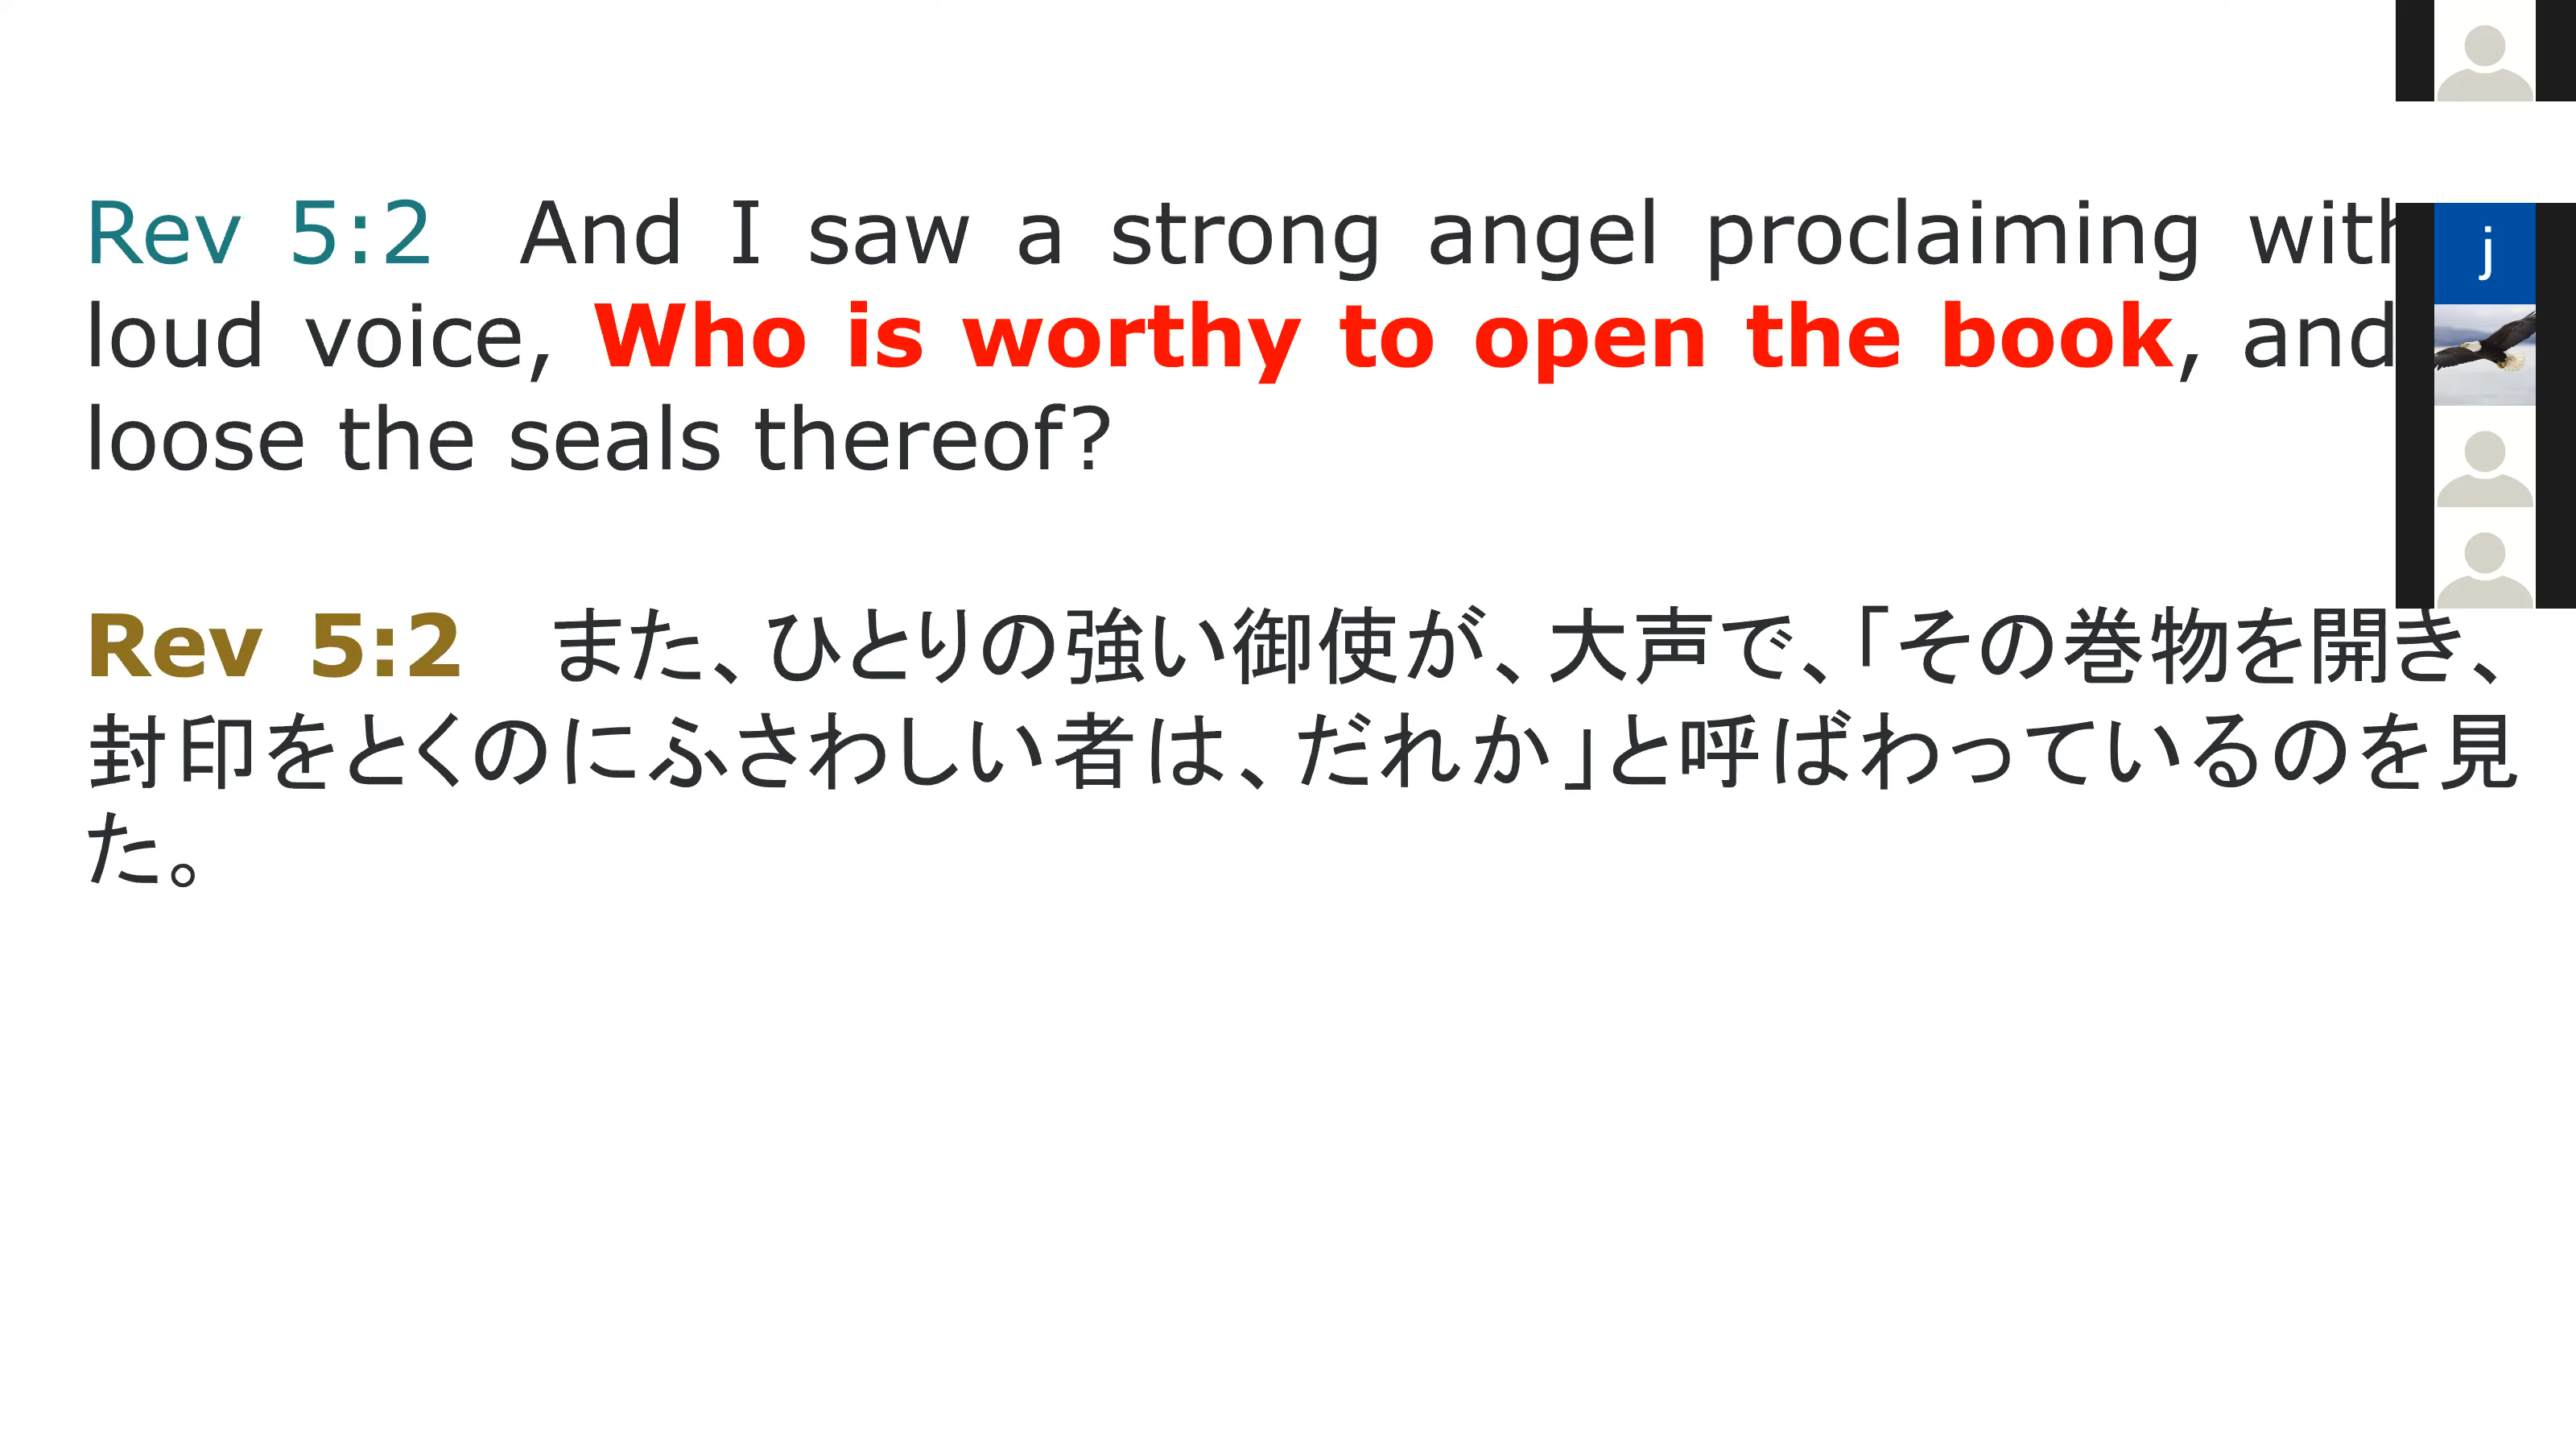 Rev 5:2 And I saw a strong angel proclaiming with
loud voice, Who is worthy to open the book, and
loose the seals thereof?
Rev 5:2 また、ひとりの強い御使が、大声で、「その巻物を開き、
封印をとくのにふさわしい者は、だれか」と呼ばわっているのを見
た。
j